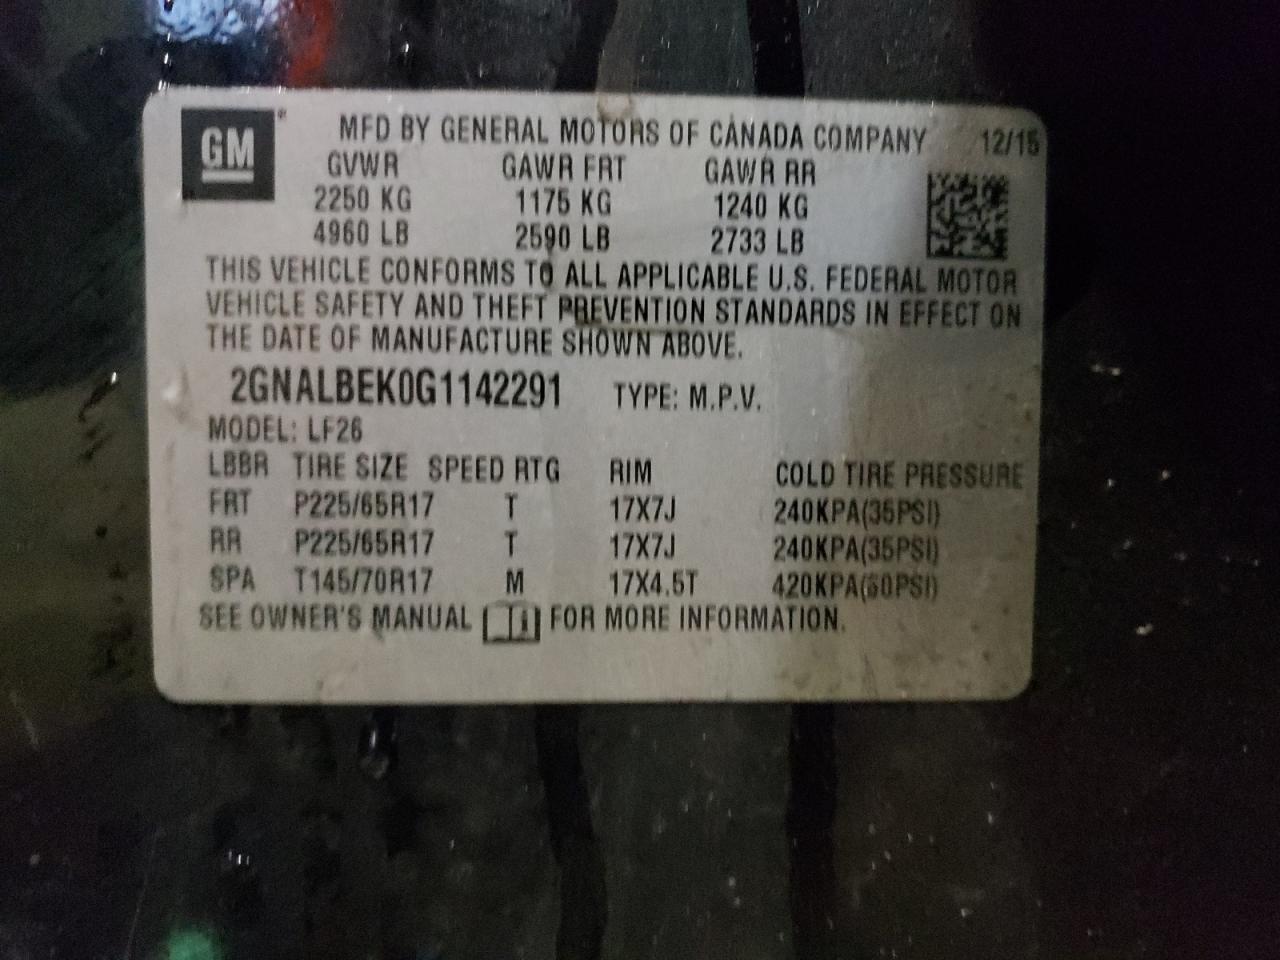 GM
MFD BY GENERAL MOTORS OF CANADA COMPANY 12/15
GVWR GAWR FRT GAWR RR
2250 KG 1175 KG 1240 KG
4960 LB 2590 LB 2733 LB
THIS VEHICLE CONFORMS TO ALL APPLICABLE U.S. FEDERAL MOTOR
VEHICLE SAFETY AND THEFT PREVENTION STANDARDS IN EFFECT ON
THE DATE OF MANUFACTURE SHOWN ABOVE.
2GNALBEK0G1142291 TYPE: M.P.V.
MODEL: LF26
LBBR TIRE SIZE SPEED RTG RIM COLD TIRE PRESSURE
FRT P225/65R17 T 17X7J 240KPA(35PSI)
RR P225/65R17 T 17X7J 240KPA(35PSI)
SPA T145/70R17 M 17X4.5T 420KPA(60PSI)
SEE OWNER'S MANUAL FOR MORE INFORMATION.